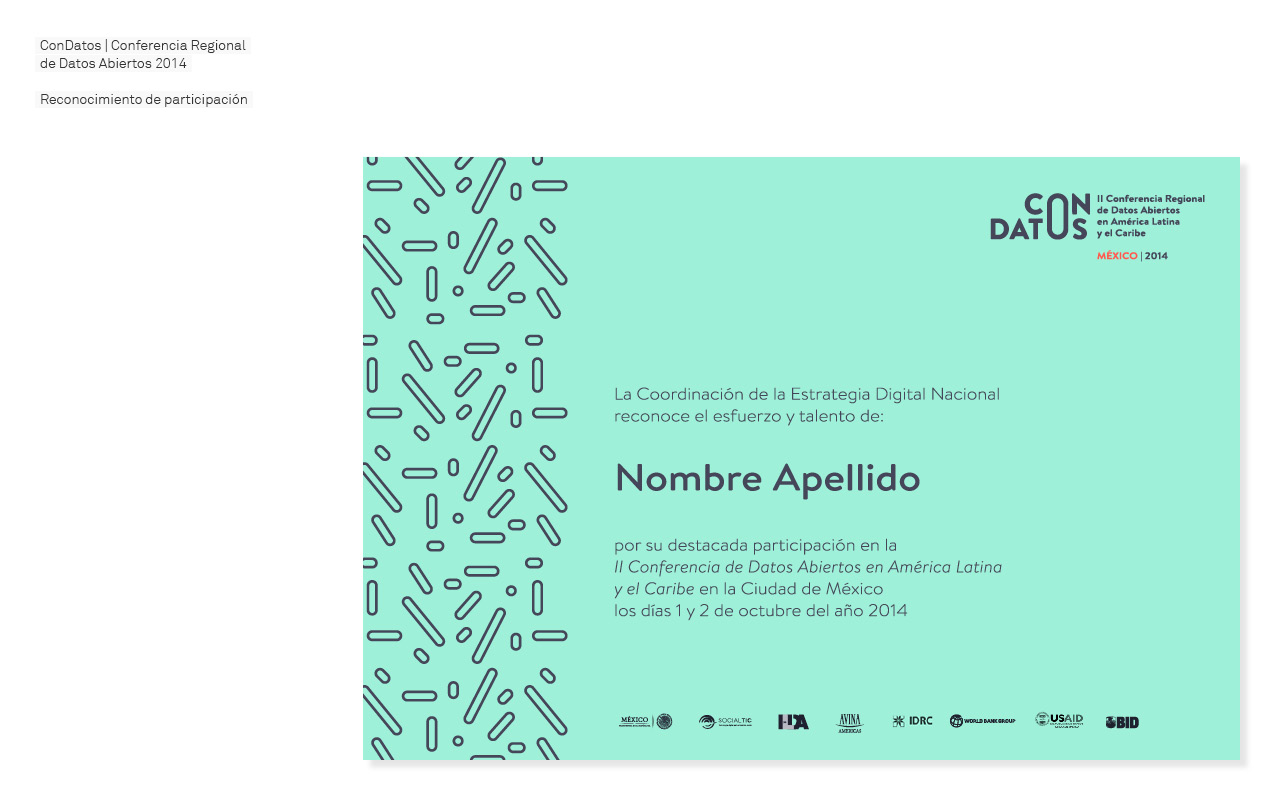 ConDatos | Conferencia Regional
de Datos Abiertos 2014
Reconocimiento de participación
CON
DATOS
II Conferencia Regional
de Datos Abiertos
en América Latina
y el Caribe
MÉXICO | 2014
La Coordinación de la Estrategia Digital Nacional
reconoce el esfuerzo y talento de:
Nombre Apellido
por su destacada participación en la
II Conferencia de Datos Abiertos en América Latina
y el Caribe en la Ciudad de México
los días 1 y 2 de octubre del año 2014
MÉXICO
SOCIALTIC
AVINA
AMERICAS
IDRC
WORLD BANK GROUP
USAID
BID